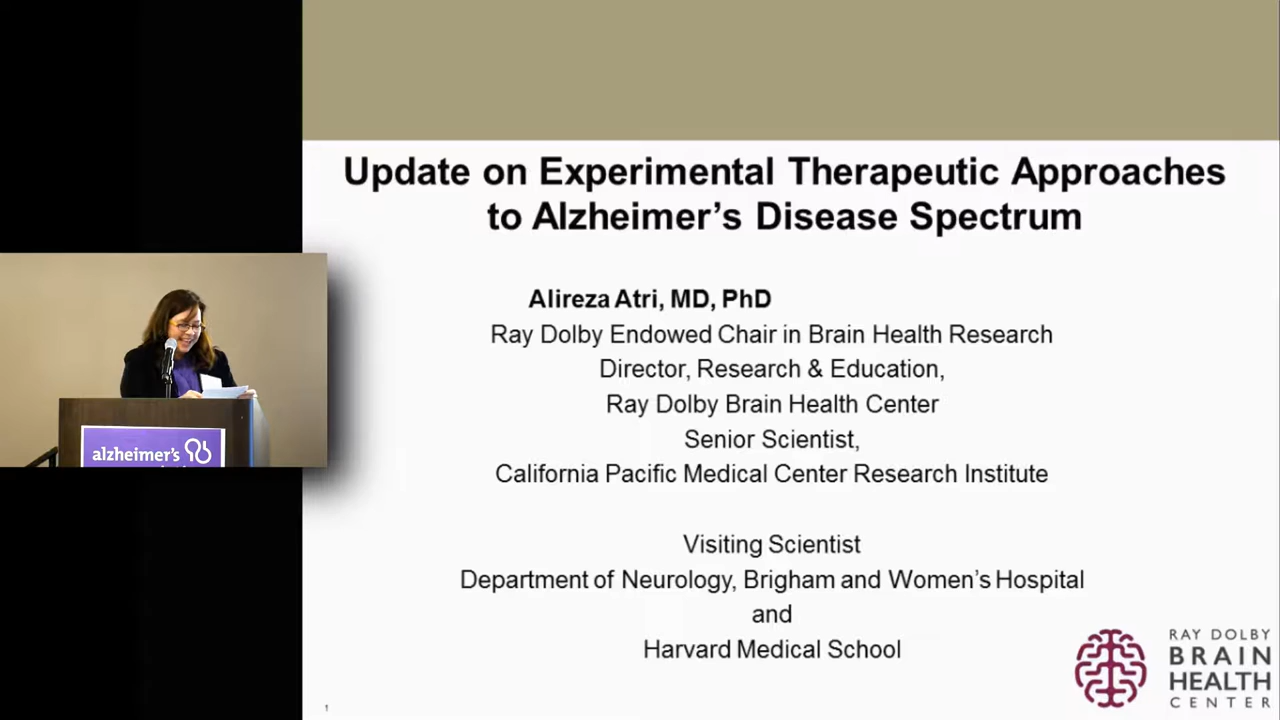 Update on Experimental Therapeutic Approaches
to Alzheimer's Disease Spectrum
Alireza Atri, MD, PhD
Ray Dolby Endowed Chair in Brain Health Research
Director, Research & Education,
Ray Dolby Brain Health Center
Senior Scientist,
California Pacific Medical Center Research Institute
Visiting Scientist
Department of Neurology, Brigham and Women's Hospital
and
Harvard Medical School
alzheimer's
RAY DOLBY
BRAIN
HEALTH
CENTER